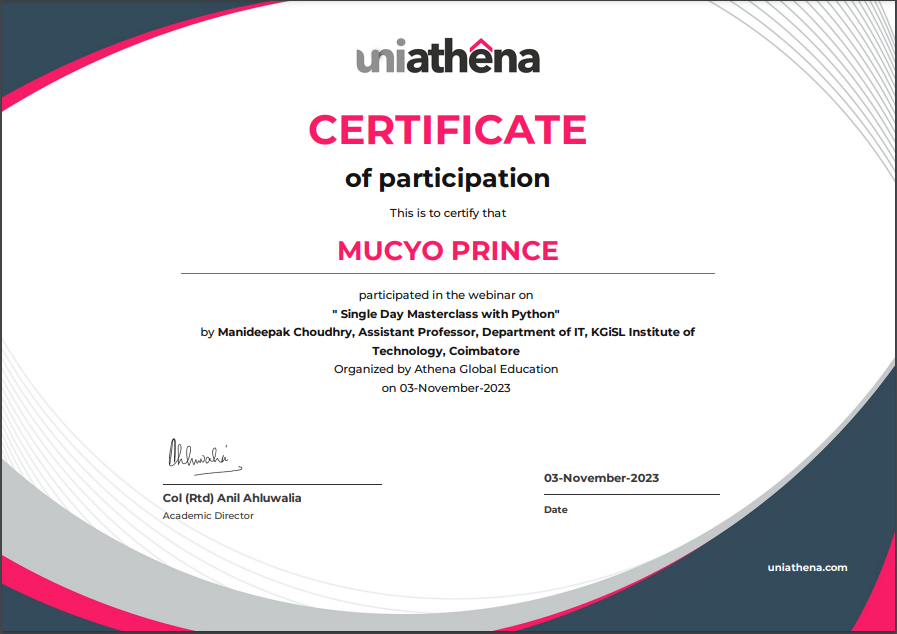 uniathêna
CERTIFICATE
of participation
This is to certify that
MUCYO PRINCE
participated in the webinar on
" Single Day Masterclass with Python"
by Manideepak Choudhry, Assistant Professor, Department of IT, KGiSL Institute of
Technology, Coimbatore
Organized by Athena Global Education
on 03-November-2023
Ahluwalia
Col (Rtd) Anil Ahluwalia
Academic Director
03-November-2023
Date
uniathena.com